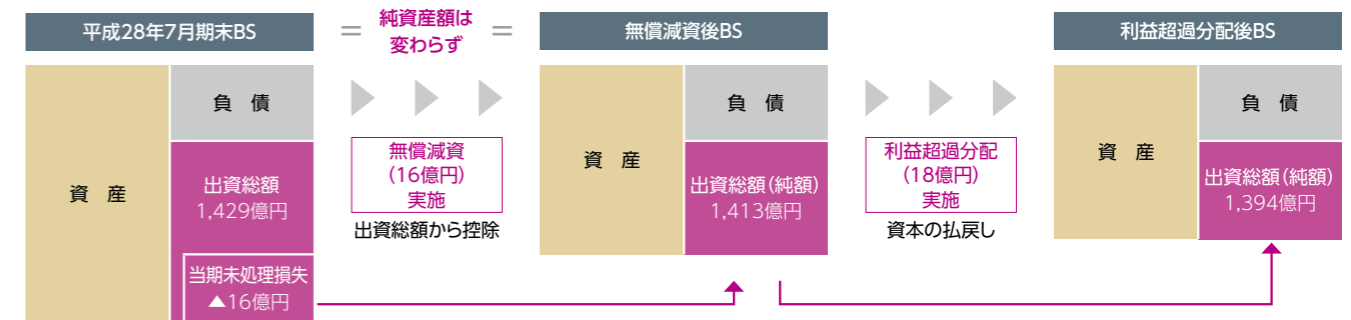 平成28年7月期末BS
＝ 純資産額は ＝
変わらず
無償減資後BS
利益超過分配後BS
資 産
負 債
出資総額
1,429億円
当期未処理損失
▲16億円
無償減資
(16億円)
実施
出資総額から控除
資 産
負 債
出資総額(純額)
1,413億円
利益超過分配
(18億円)
実施
資本の払戻し
資 産
負 債
出資総額(純額)
1,394億円